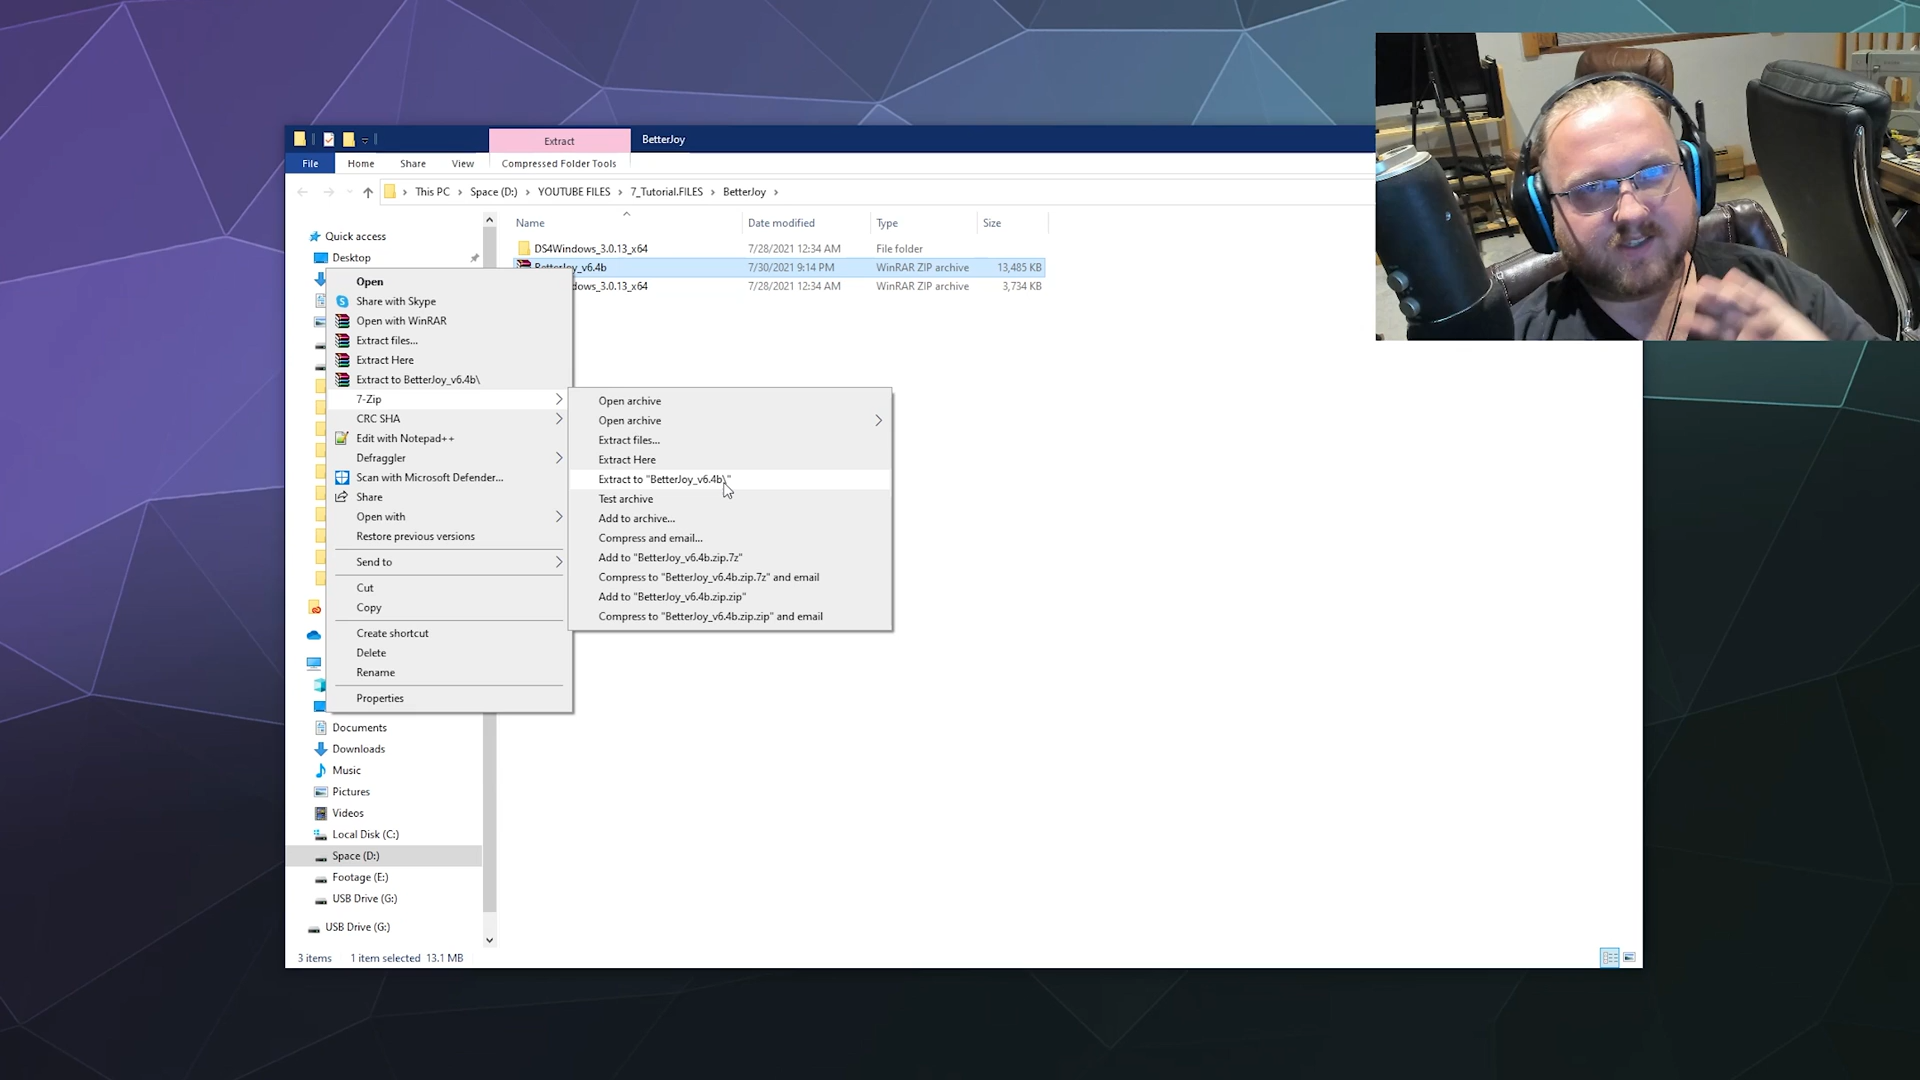 Extract
BetterJoy
File
Home
Share
View
Compressed Folder Tools
This PC > Space (D:) > YOUTUBE FILES > 7_Tutorial.FILES > BetterJoy >
Name
Date modified
Type
Size
Quick access
Desktop
DS4Windows_3.0.13_x64 7/28/2021 12:34 AM File folder
BetterJoy_v6.4b 7/30/2021 9:14 PM WinRAR ZIP archive 13,485 KB
dows_3.0.13_x64 7/28/2021 12:34 AM WinRAR ZIP archive 3,734 KB
Open
Share with Skype
Open with WinRAR
Extract files...
Extract Here
Extract to BetterJoy_v6.4b\
7-Zip
CRC SHA
Edit with Notepad++
Defraggler
Scan with Microsoft Defender...
Share
Open with
Restore previous versions
Send to
Cut
Copy
Create shortcut
Delete
Rename
Properties
Open archive
Open archive
Extract files...
Extract Here
Extract to "BetterJoy_v6.4b\"
Test archive
Add to archive...
Compress and email...
Add to "BetterJoy_v6.4b.zip.7z"
Compress to "BetterJoy_v6.4b.zip.7z" and email
Add to "BetterJoy_v6.4b.zip.zip"
Compress to "BetterJoy_v6.4b.zip.zip" and email
Documents
Downloads
Music
Pictures
Videos
Local Disk (C:)
Space (D:)
Footage (E:)
USB Drive (G:)
USB Drive (G:)
3 items 1 item selected 13.1 MB